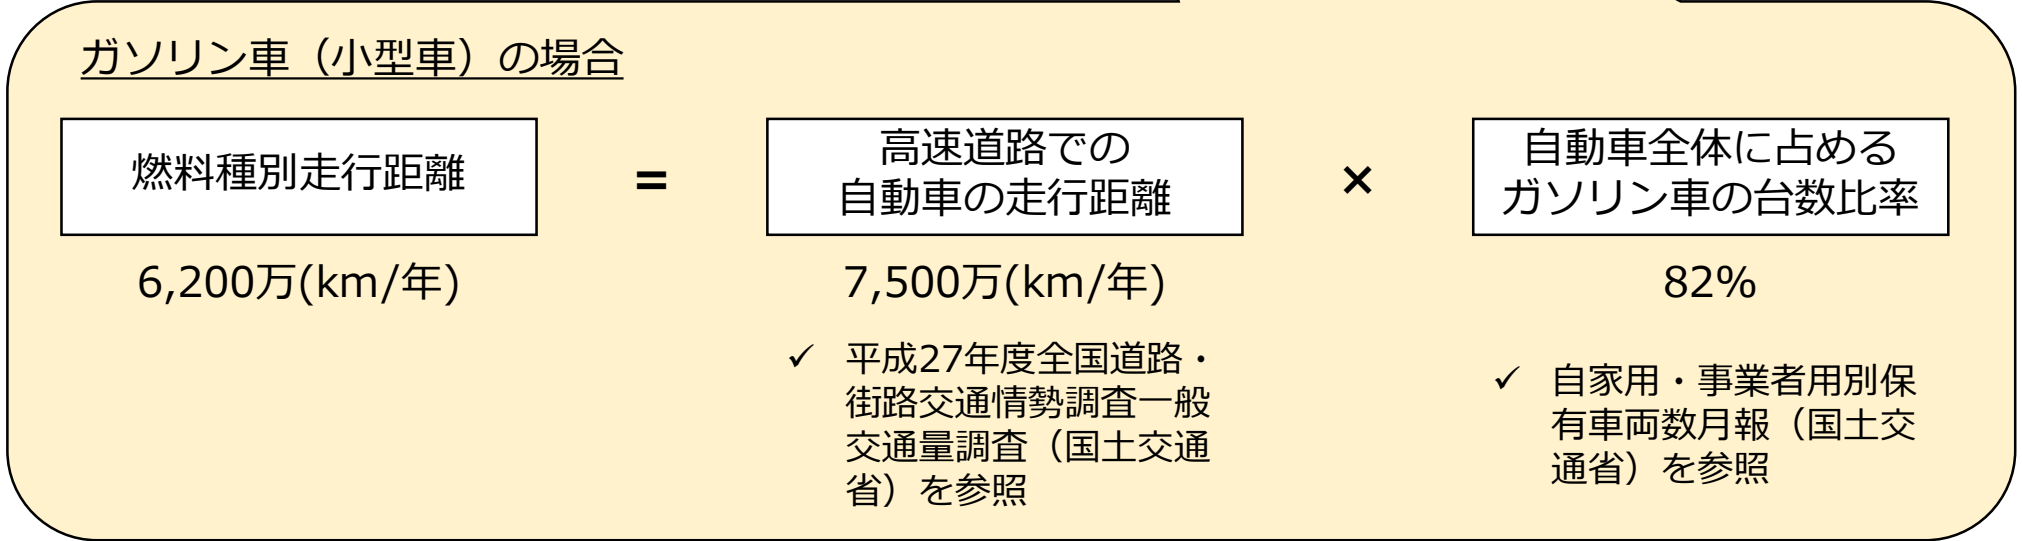 ガソリン車（小型車）の場合
燃料種別走行距離
=
高速道路での
自動車の走行距離
×
自動車全体に占める
ガソリン車の台数比率
6,200万(km/年)
7,500万(km/年)
82%
✓ 平成27年度全国道路・
街路交通情勢調査一般
交通量調査（国土交通
省）を参照
✓ 自家用・事業者用別保
有車両数月報（国土交
通省）を参照